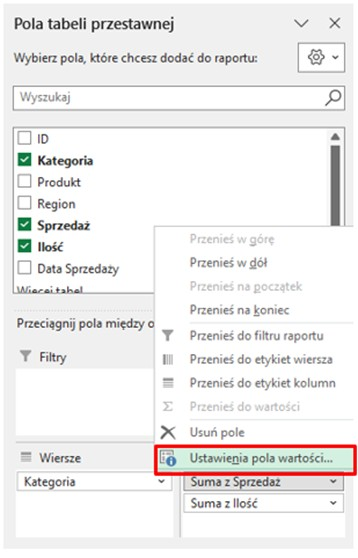 Pola tabeli przestawnej
Wybierz pola, które chcesz dodać do raportu:
Wyszukaj
ID
Kategoria
Produkt
Region
Sprzedaż
Ilość
Data Sprzedaży
Więcej tabel
Przeciągnij pola między o
Filtry
Przenieś w górę
Przenieś w dół
Przenieś na początek
Przenieś na koniec
Przenieś do filtru raportu
Przenieś do etykiet wiersza
Przenieś do etykiet kolumn
Przenieś do wartości
Usuń pole
Ustawienia pola wartości...
Wiersze
Kategoria
Suma z Sprzedaż
Suma z Ilość